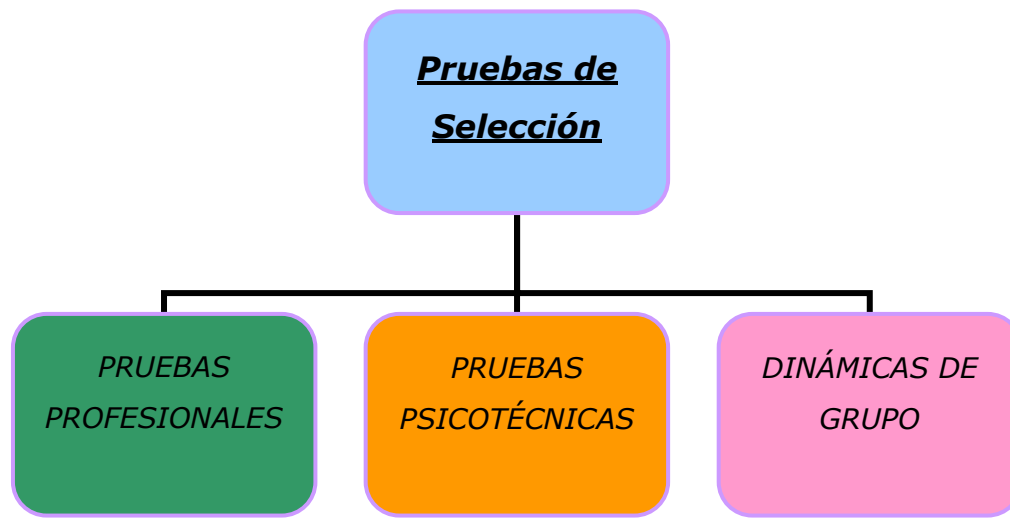 Pruebas de
Selección
PRUEBAS
PROFESIONALES
PRUEBAS
PSICOTÉCNICAS
DINÁMICAS DE
GRUPO